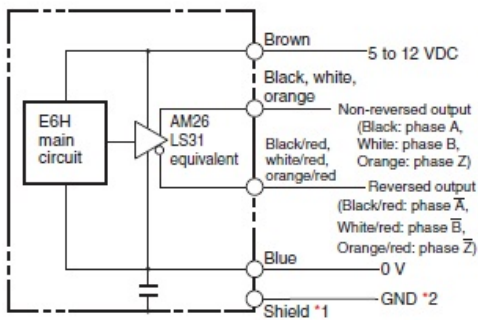 Brown
5 to 12 VDC
Black, white,
orange
E6H
main
circuit
AM26
LS31
equivalent
Non-reversed output
(Black: phase A,
White: phase B,
Orange: phase Z)
Black/red,
white/red,
orange/red
Reversed output
(Black/red: phase A̅,
White/red: phase B̅,
Orange/red: phase Z̅)
Blue
0 V
GND *2
Shield *1